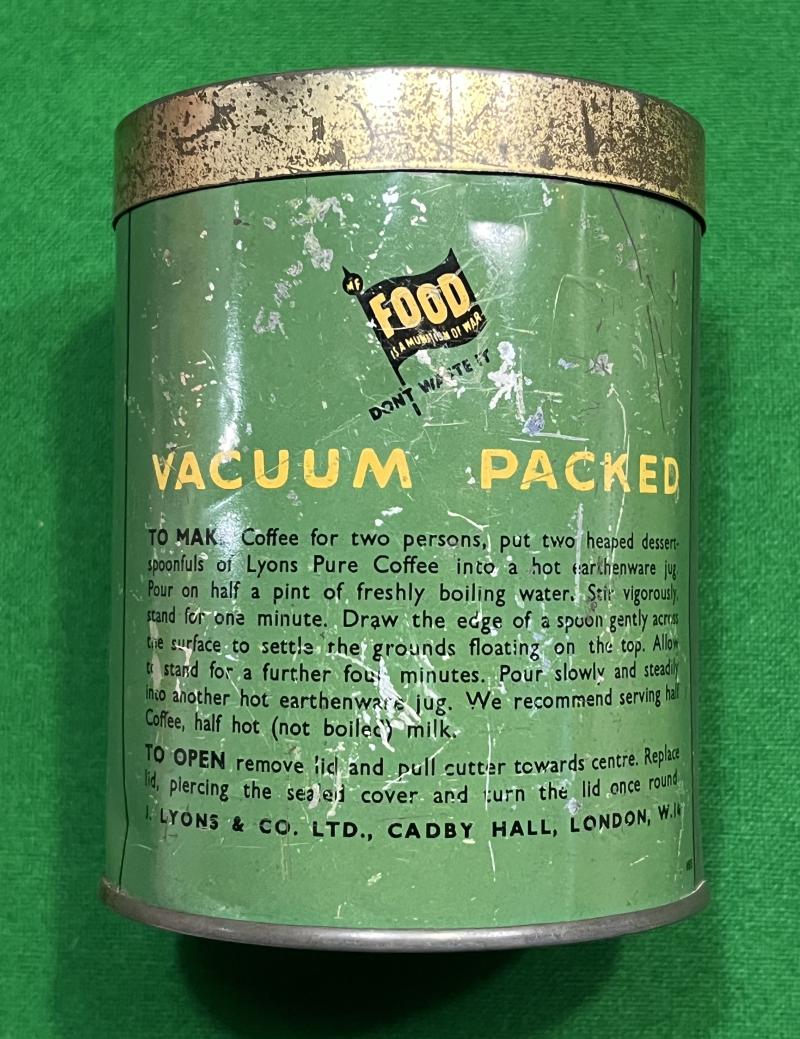 MF
FOOD
IS A MUNITION OF WAR
DON'T WASTE IT
VACUUM PACKED
TO MAK Coffee for two persons, put two heaped dessert-
spoonfuls of Lyons Pure Coffee into a hot earthenware jug.
Pour on half a pint of freshly boiling water. Stir vigorously,
stand for one minute. Draw the edge of a spoon gently across
the surface to settle the grounds floating on the top. Allow
to stand for a further four minutes. Pour slowly and steadily
into another hot earthenware jug. We recommend serving half
Coffee, half hot (not boiled) milk.
TO OPEN remove lid and pull cutter towards centre. Replace
lid, piercing the sealed cover and turn the lid once round
J. LYONS & CO. LTD., CADBY HALL, LONDON, W.14